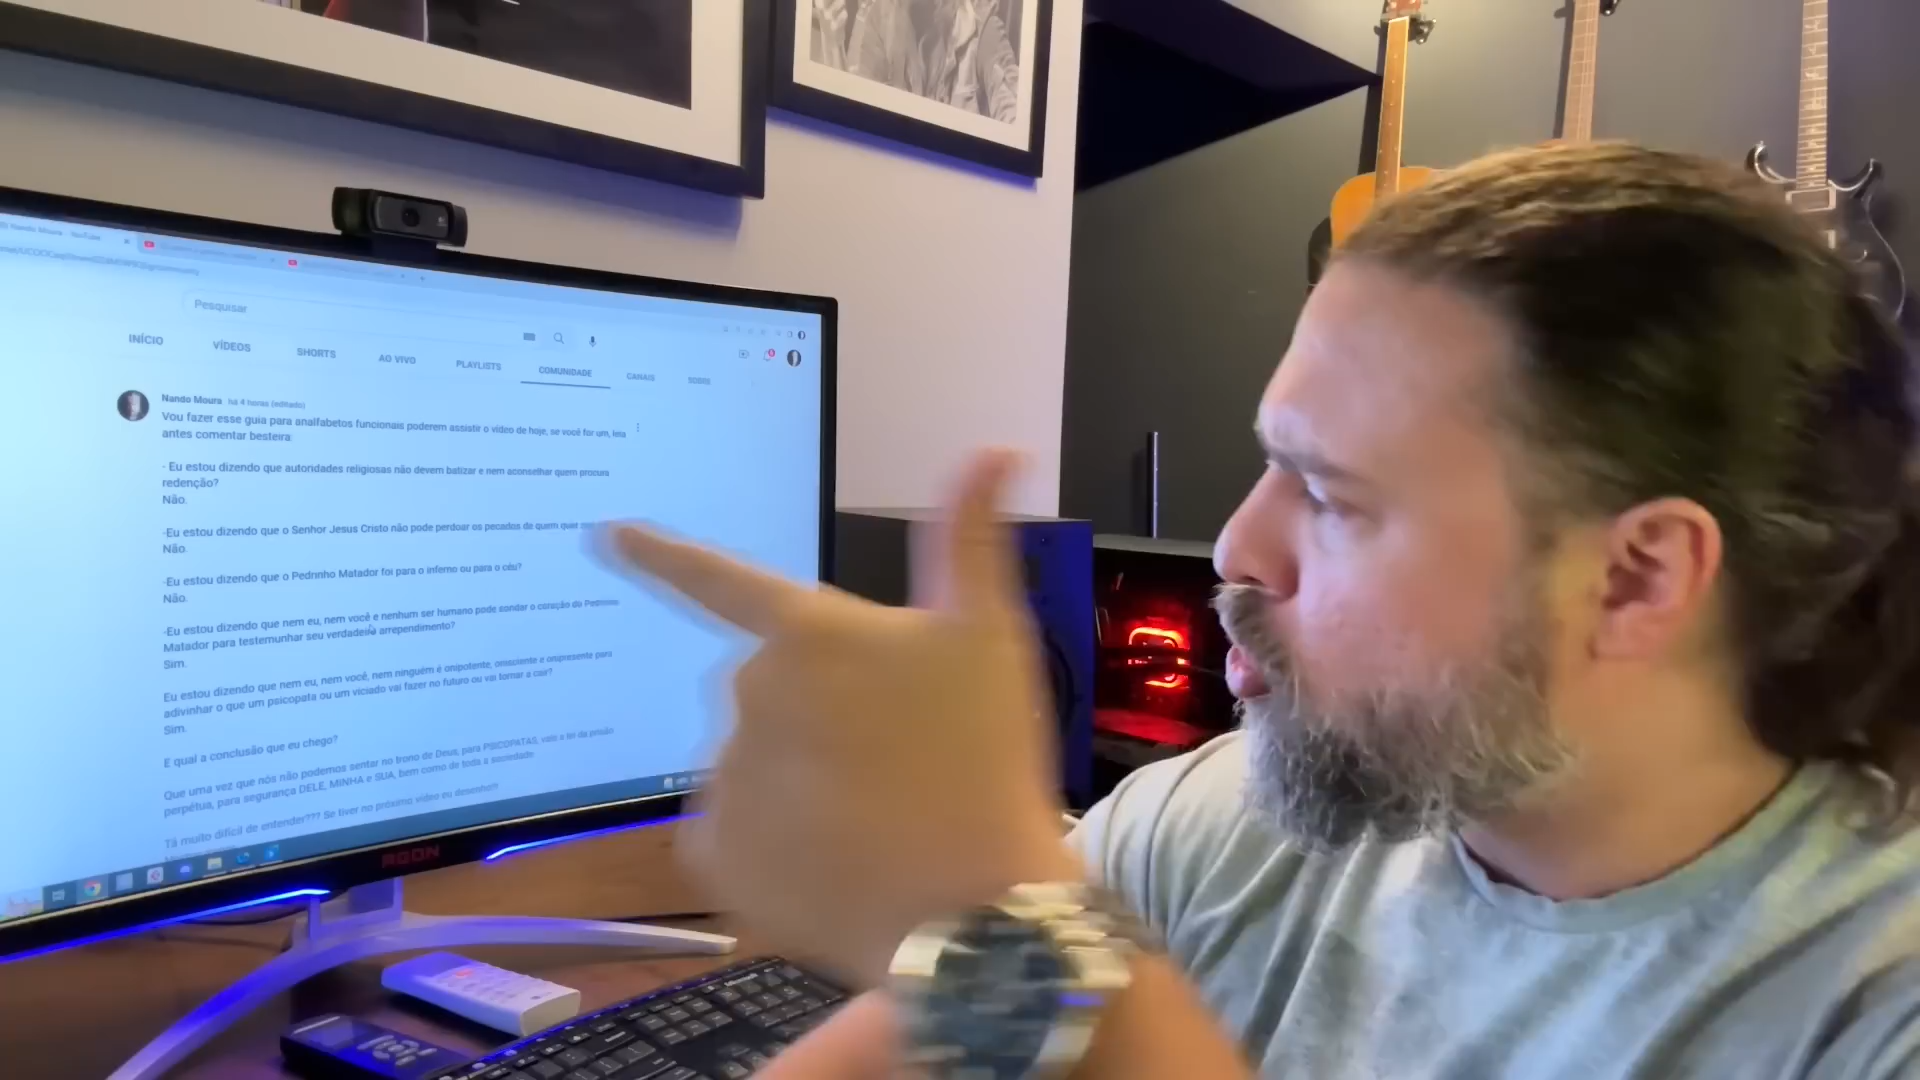 Nando Moura - YouTube
Pesquisar
INÍCIO VÍDEOS SHORTS AO VIVO PLAYLISTS COMUNIDADE CANAIS SOBRE
Nando Moura há 4 horas (editado)
Vou fazer esse guia para analfabetos funcionais poderem assistir o vídeo de hoje, se você for um, leia
antes comentar besteira:
- Eu estou dizendo que autoridades religiosas não devem batizar e nem aconselhar quem procura
redenção?
Não.
-Eu estou dizendo que o Senhor Jesus Cristo não pode perdoar os pecados de quem quer
Não.
-Eu estou dizendo que o Pedrinho Matador foi para o inferno ou para o céu?
Não.
-Eu estou dizendo que nem eu, nem você e nenhum ser humano pode sondar o coração do Pedrinho
Matador para testemunhar seu verdadeiro arrependimento?
Sim.
Eu estou dizendo que nem eu, nem você, nem ninguém é onipotente, onisciente e onipresente para
adivinhar o que um psicopata ou um viciado vai fazer no futuro ou vai tornar a cair?
Sim.
E qual a conclusão que eu chego?
Que uma vez que nós não podemos sentar no trono de Deus, para PSICOPATAS, vale a lei da prisão
perpétua, para segurança DELE, MINHA e SUA, bem como de toda a sociedade.
Tá muito difícil de entender??? Se tiver no próximo vídeo eu desenho!!!
AGON